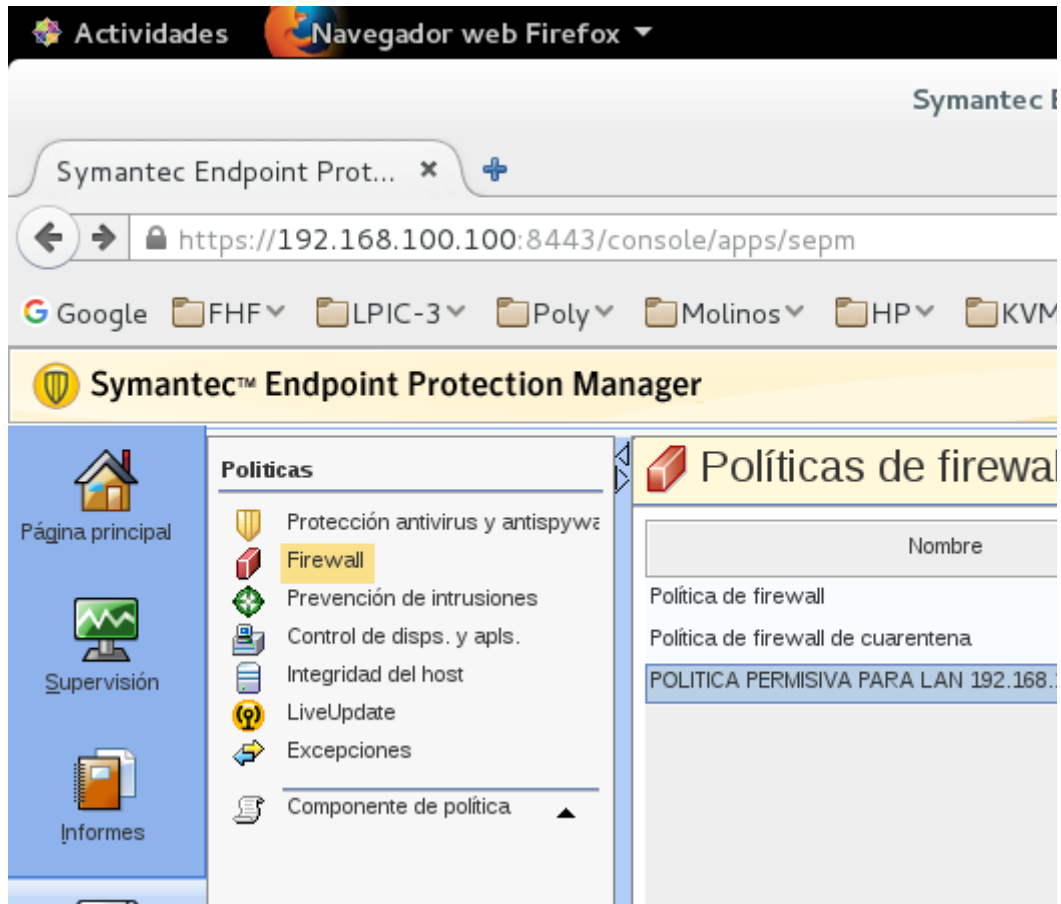 Actividades Navegador web Firefox
Symantec E
Symantec Endpoint Prot...
https://192.168.100.100:8443/console/apps/sepm
Google FHF LPIC-3 Poly Molinos HP KVM
Symantec™ Endpoint Protection Manager
Página principal
Supervisión
Informes
Politicas
Protección antivirus y antispywa
Firewall
Prevención de intrusiones
Control de disps. y apls.
Integridad del host
LiveUpdate
Excepciones
Componente de política
Políticas de firewal
Nombre
Política de firewall
Política de firewall de cuarentena
POLITICA PERMISIVA PARA LAN 192.168.1